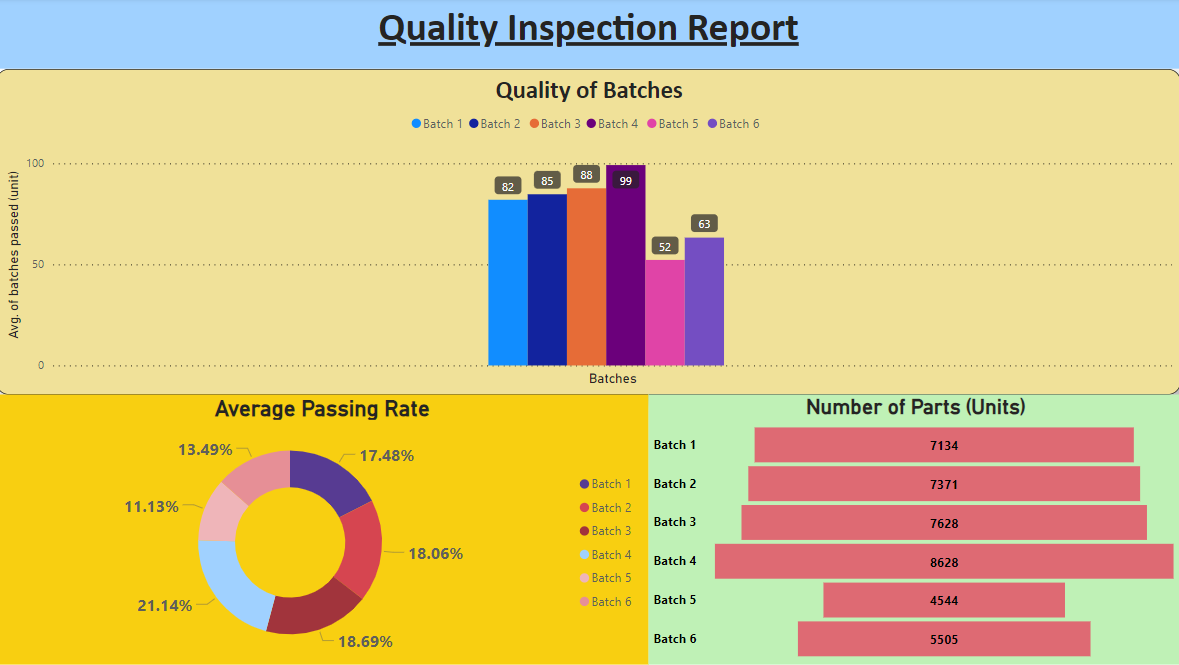 Quality Inspection Report
Quality of Batches
Batch 1 Batch 2 Batch 3 Batch 4 Batch 5 Batch 6
Avg. of batches passed (unit)
100
50
0
82
85
88
99
52
63
Batches
Average Passing Rate
17.48%
18.06%
18.69%
21.14%
11.13%
13.49%
Batch 1
Batch 2
Batch 3
Batch 4
Batch 5
Batch 6
Number of Parts (Units)
Batch 1 7134
Batch 2 7371
Batch 3 7628
Batch 4 8628
Batch 5 4544
Batch 6 5505